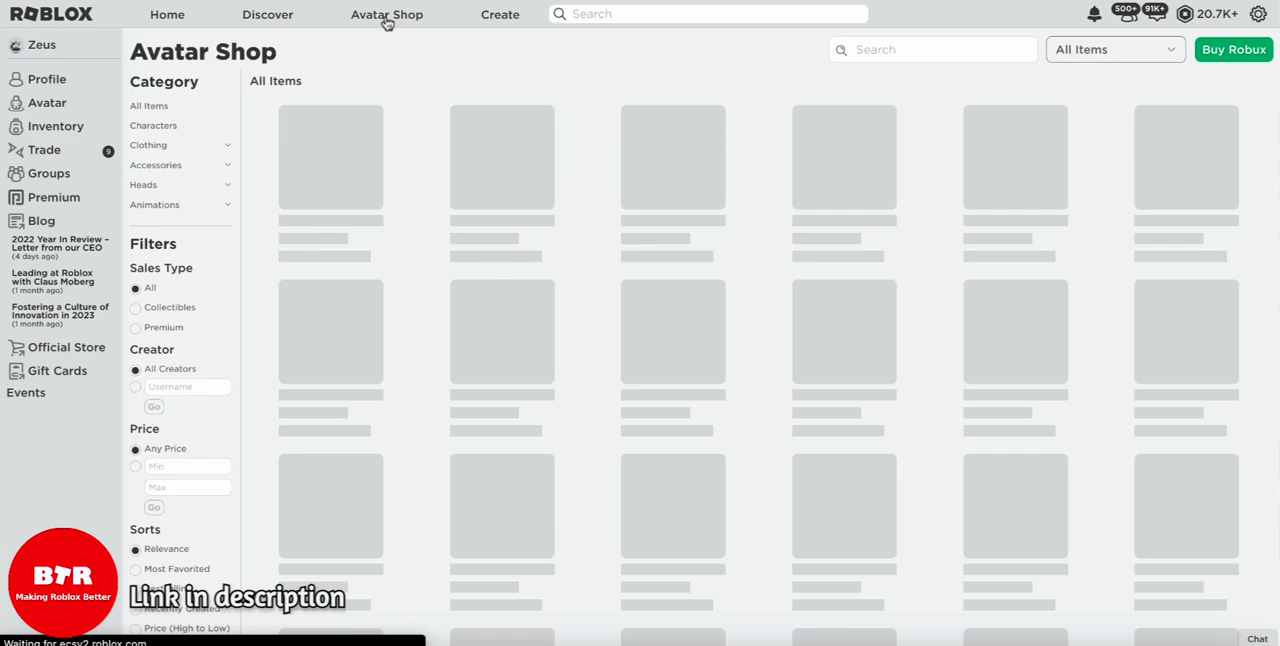 ROBLOX
Home
Discover
Avatar Shop
Create
Search
500+
91K+
20.7K+
Zeus
Profile
Avatar
Inventory
Trade
9
Groups
Premium
Blog
2022 Year In Review –
Letter from our CEO
(4 days ago)
Leading at Roblox
with Claus Moberg
(1 month ago)
Fostering a Culture of
Innovation in 2023
(1 month ago)
Official Store
Gift Cards
Events
Avatar Shop
Search
All Items
Buy Robux
Category
All Items
Characters
Clothing
Accessories
Heads
Animations
Filters
Sales Type
All
Collectibles
Premium
Creator
All Creators
Username
Go
Price
Any Price
Min
Max
Go
Sorts
Relevance
Most Favorited
Recently Created
Price (High to Low)
All Items
BTR
Making Roblox Better
Link in description
Waiting for ecsv2.roblox.com
Chat